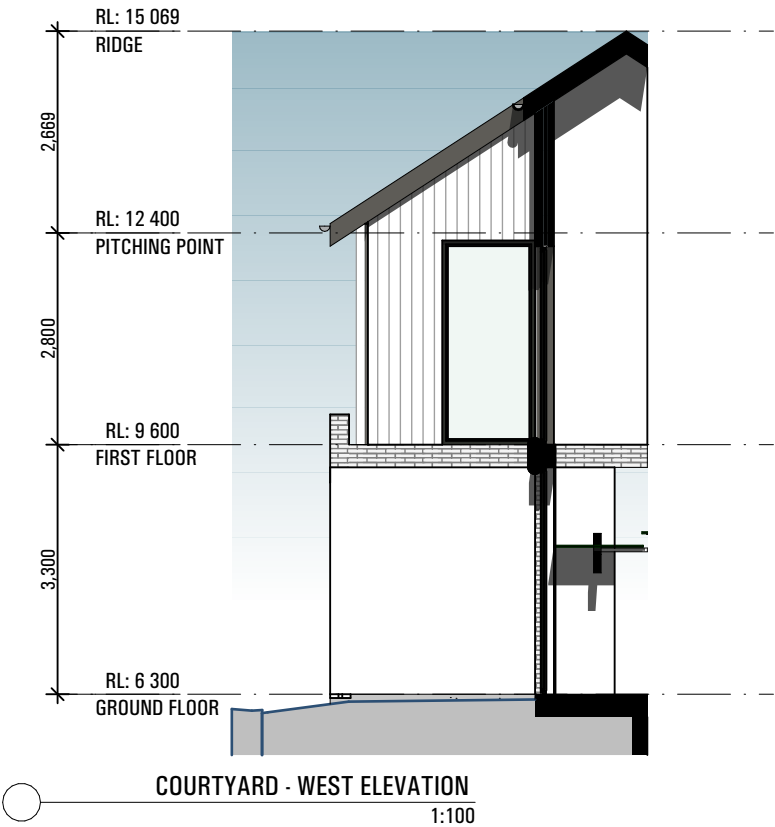 RL: 15 069
RIDGE
2,669
RL: 12 400
PITCHING POINT
2,800
RL: 9 600
FIRST FLOOR
3,300
RL: 6 300
GROUND FLOOR
COURTYARD - WEST ELEVATION
1:100